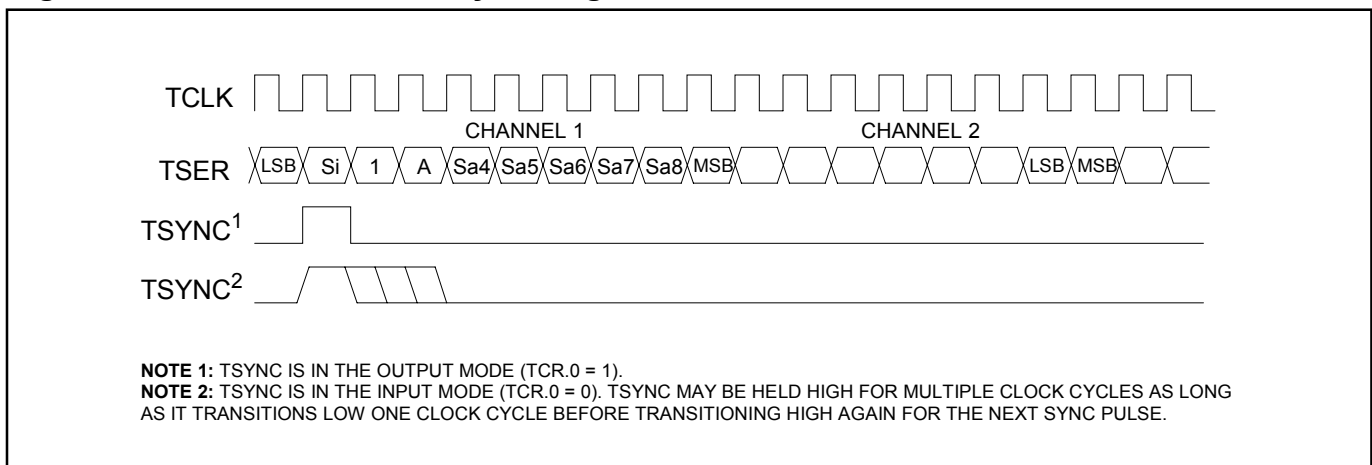 TCLK
CHANNEL 1 CHANNEL 2
TSER LSB Si 1 A Sa4 Sa5 Sa6 Sa7 Sa8 MSB LSB MSB
TSYNC1
TSYNC2
NOTE 1: TSYNC IS IN THE OUTPUT MODE (TCR.0 = 1).
NOTE 2: TSYNC IS IN THE INPUT MODE (TCR.0 = 0). TSYNC MAY BE HELD HIGH FOR MULTIPLE CLOCK CYCLES AS LONG
AS IT TRANSITIONS LOW ONE CLOCK CYCLE BEFORE TRANSITIONING HIGH AGAIN FOR THE NEXT SYNC PULSE.